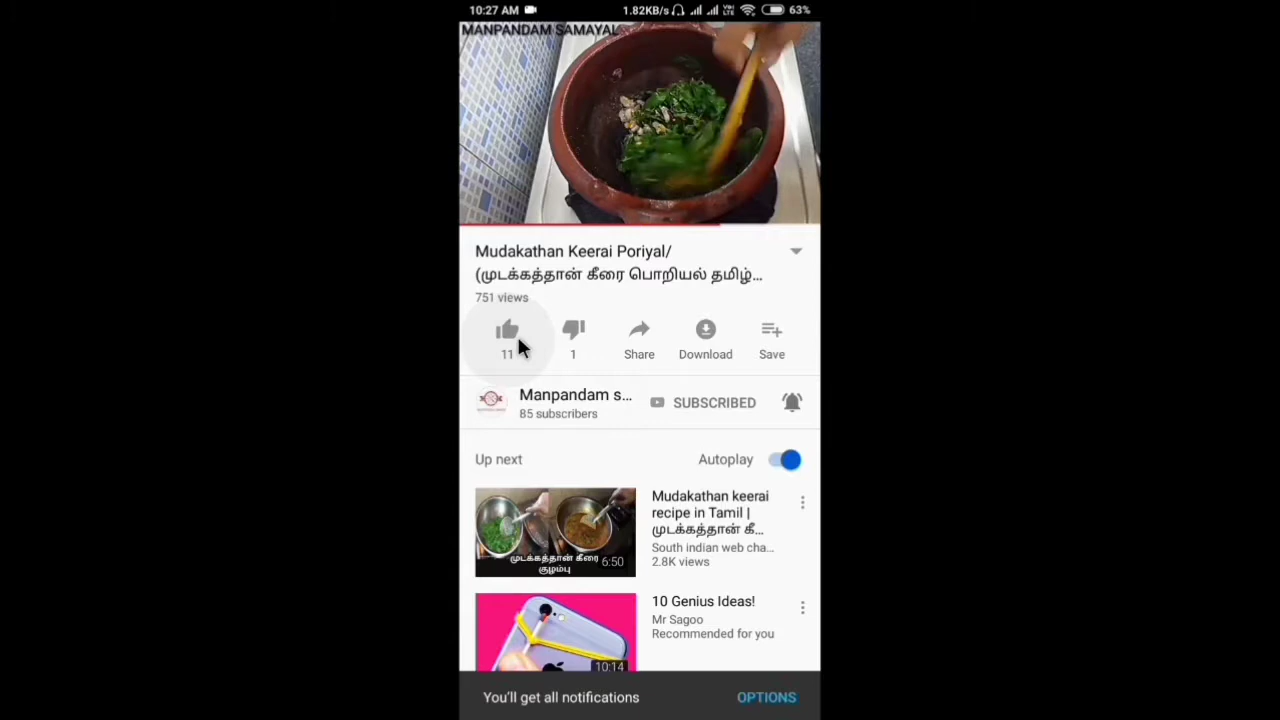 10:27 AM
1.82KB/s
63%
MANPANDAM SAMAYAL
Mudakathan Keerai Poriyal/
(முடக்கத்தான் கீரை பொறியல் தமிழ்...
751 views
11
1
Share
Download
Save
Manpandam s...
85 subscribers
SUBSCRIBED
Up next
Autoplay
முடக்கத்தான் கீரை
குழம்பு
6:50
Mudakathan keerai
recipe in Tamil |
முடக்கத்தான் கீ...
South indian web cha...
2.8K views
10 Genius Ideas!
Mr Sagoo
Recommended for you
10:14
You'll get all notifications
OPTIONS